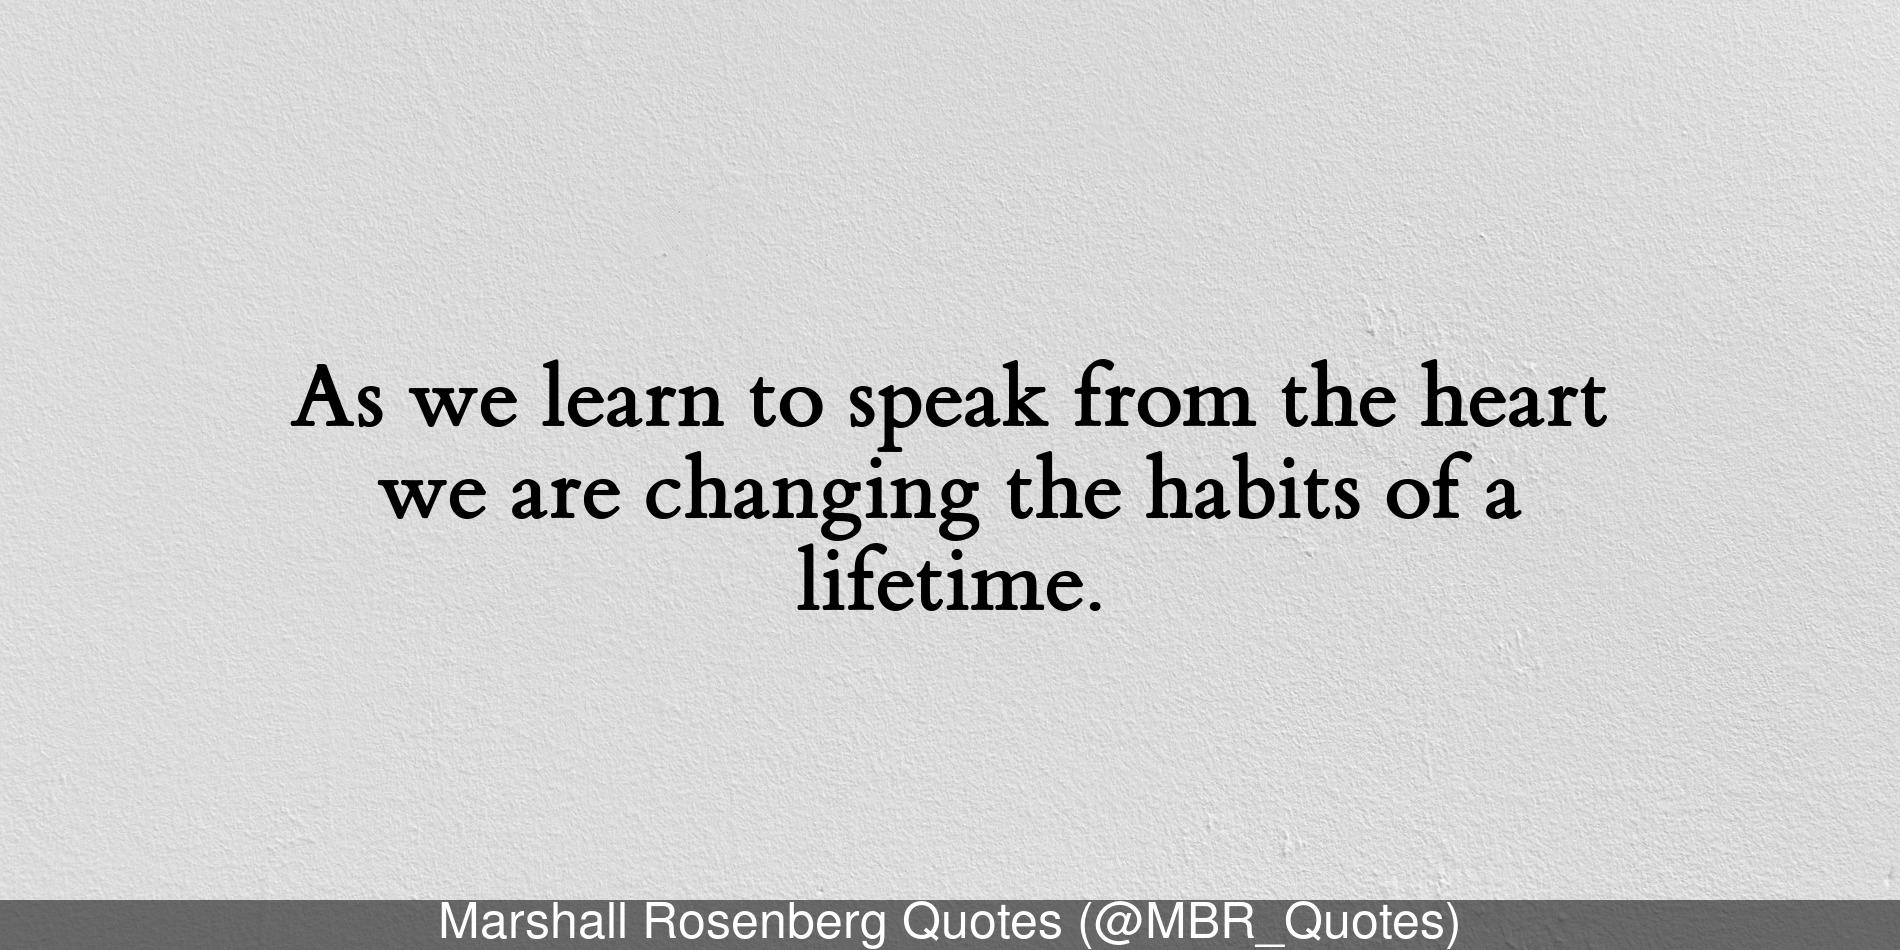 As we learn to speak from the heart
we are changing the habits of a
lifetime.
Marshall Rosenberg Quotes (@MBR_Quotes)